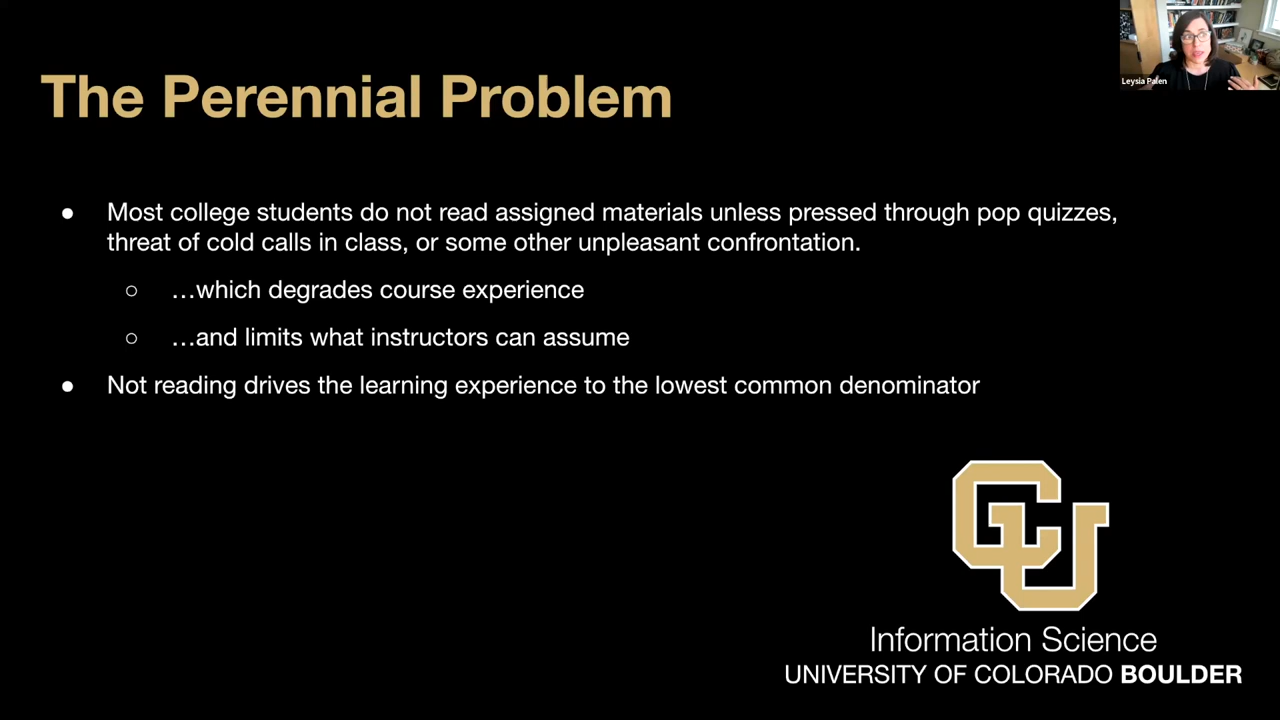 Leysia Palen
The Perennial Problem
● Most college students do not read assigned materials unless pressed through pop quizzes,
threat of cold calls in class, or some other unpleasant confrontation.
○ …which degrades course experience
○ …and limits what instructors can assume
● Not reading drives the learning experience to the lowest common denominator
CU
Information Science
UNIVERSITY OF COLORADO BOULDER